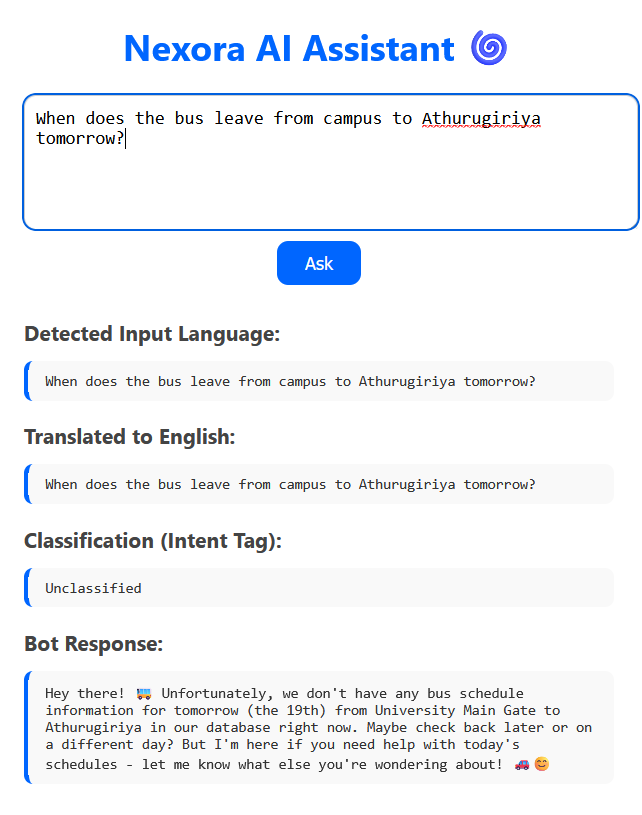 Nexora AI Assistant 🌀
When does the bus leave from campus to Athurugiriya
tomorrow?
Ask
Detected Input Language:
When does the bus leave from campus to Athurugiriya tomorrow?
Translated to English:
When does the bus leave from campus to Athurugiriya tomorrow?
Classification (Intent Tag):
Unclassified
Bot Response:
Hey there! 🚌 Unfortunately, we don't have any bus schedule
information for tomorrow (the 19th) from University Main Gate to
Athurugiriya in our database right now. Maybe check back later or on
a different day? But I'm here if you need help with today's
schedules - let me know what else you're wondering about! 🚗😊